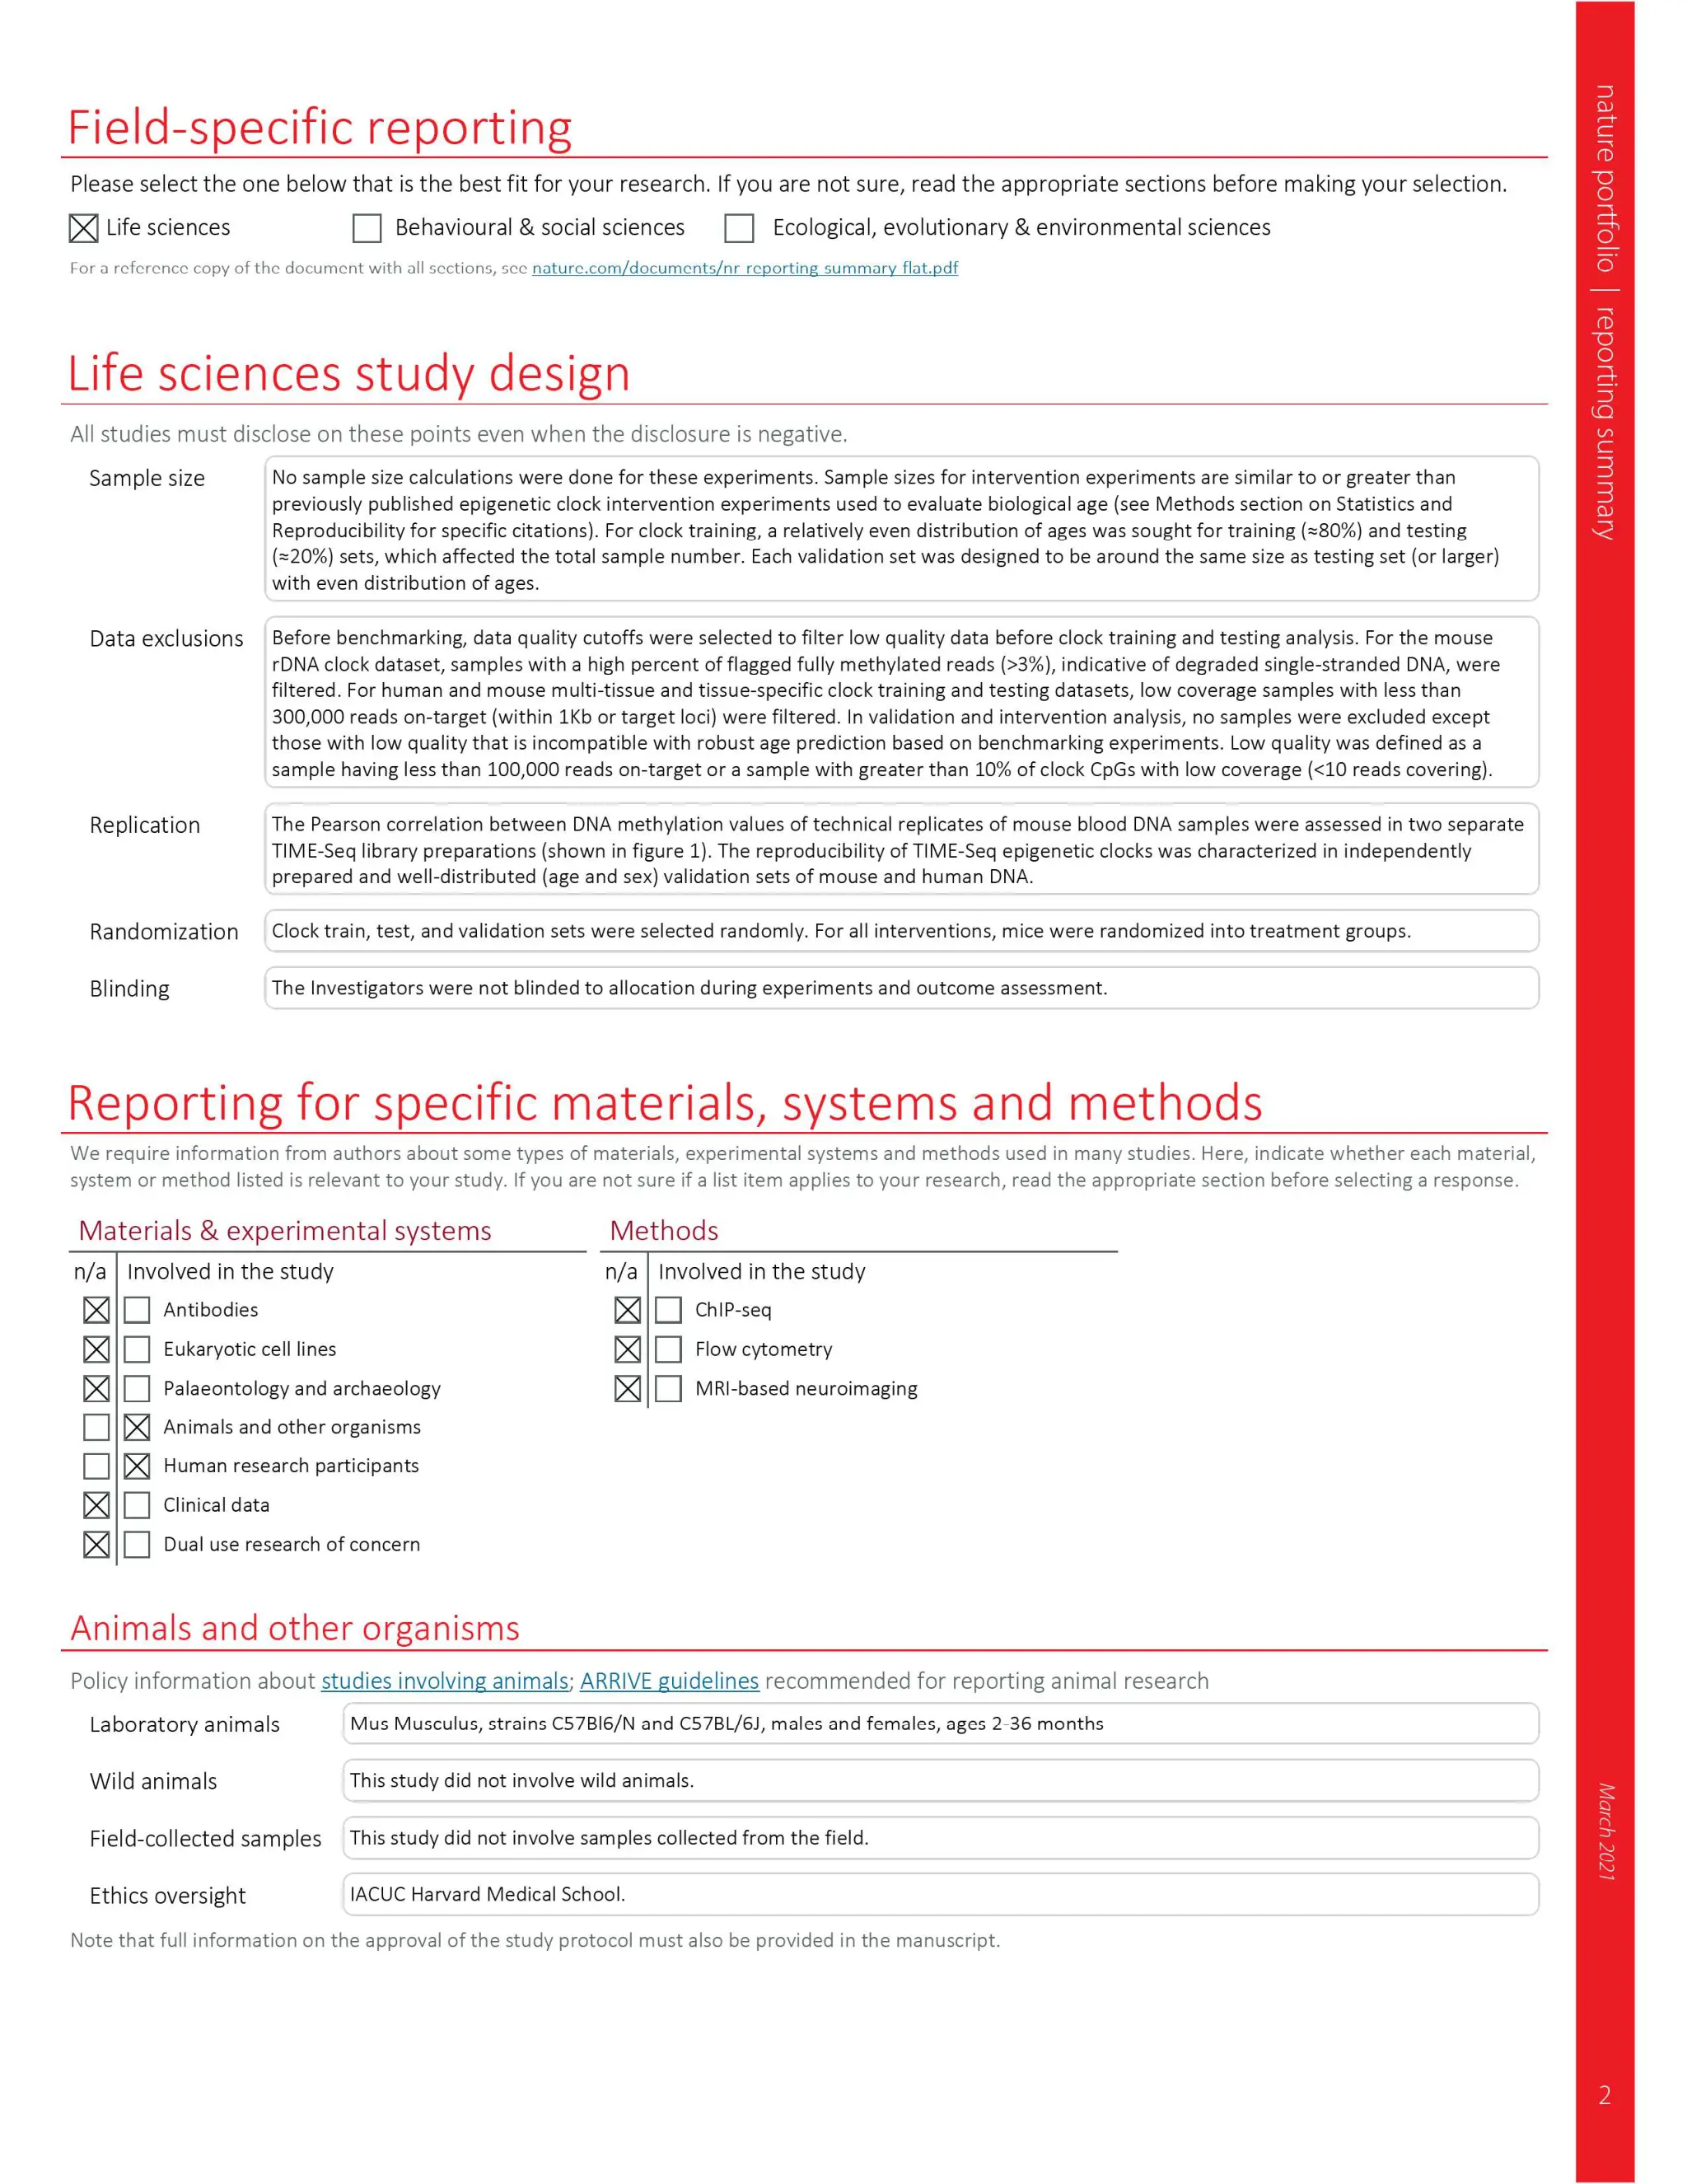 Field-specific reporting
Please select the one below that is the best fit for your research. If you are not sure, read the appropriate sections before making your selection.
Life sciences Behavioural & social sciences Ecological, evolutionary & environmental sciences
For a reference copy of the document with all sections, see nature.com/documents/nr-reporting-summary-flat.pdf
Life sciences study design
All studies must disclose on these points even when the disclosure is negative.
Sample size
No sample size calculations were done for these experiments. Sample sizes for intervention experiments are similar to or greater than
previously published epigenetic clock intervention experiments used to evaluate biological age (see Methods section on Statistics and
Reproducibility for specific citations). For clock training, a relatively even distribution of ages was sought for training (≈80%) and testing
(≈20%) sets, which affected the total sample number. Each validation set was designed to be around the same size as testing set (or larger)
with even distribution of ages.
Data exclusions
Before benchmarking, data quality cutoffs were selected to filter low quality data before clock training and testing analysis. For the mouse
rDNA clock dataset, samples with a high percent of flagged fully methylated reads (>3%), indicative of degraded single-stranded DNA, were
filtered. For human and mouse multi-tissue and tissue-specific clock training and testing datasets, low coverage samples with less than
300,000 reads on-target (within 1Kb or target loci) were filtered. In validation and intervention analysis, no samples were excluded except
those with low quality that is incompatible with robust age prediction based on benchmarking experiments. Low quality was defined as a
sample having less than 100,000 reads on-target or a sample with greater than 10% of clock CpGs with low coverage (<10 reads covering).
Replication
The Pearson correlation between DNA methylation values of technical replicates of mouse blood DNA samples were assessed in two separate
TIME-Seq library preparations (shown in figure 1). The reproducibility of TIME-Seq epigenetic clocks was characterized in independently
prepared and well-distributed (age and sex) validation sets of mouse and human DNA.
Randomization
Clock train, test, and validation sets were selected randomly. For all interventions, mice were randomized into treatment groups.
Blinding
The Investigators were not blinded to allocation during experiments and outcome assessment.
Reporting for specific materials, systems and methods
We require information from authors about some types of materials, experimental systems and methods used in many studies. Here, indicate whether each material,
system or method listed is relevant to your study. If you are not sure if a list item applies to your research, read the appropriate section before selecting a response.
Materials & experimental systems
n/a Involved in the study
Antibodies
Eukaryotic cell lines
Palaeontology and archaeology
Animals and other organisms
Human research participants
Clinical data
Dual use research of concern
Methods
n/a Involved in the study
ChIP-seq
Flow cytometry
MRI-based neuroimaging
Animals and other organisms
Policy information about studies involving animals; ARRIVE guidelines recommended for reporting animal research
Laboratory animals
Mus Musculus, strains C57Bl6/N and C57BL/6J, males and females, ages 2-36 months
Wild animals
This study did not involve wild animals.
Field-collected samples
This study did not involve samples collected from the field.
Ethics oversight
IACUC Harvard Medical School.
Note that full information on the approval of the study protocol must also be provided in the manuscript.
nature portfolio | reporting summary
March 2021
2